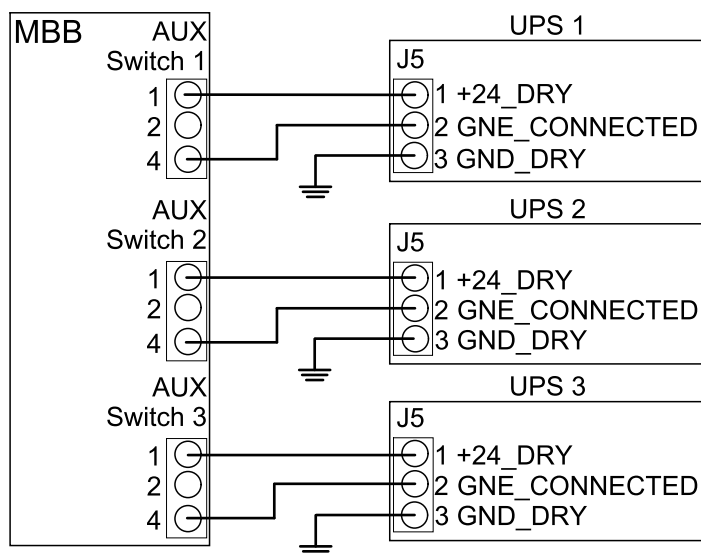 MBB
AUX
Switch 1
1
2
4
UPS 1
J5
1 +24_DRY
2 GNE_CONNECTED
3 GND_DRY
AUX
Switch 2
1
2
4
UPS 2
J5
1 +24_DRY
2 GNE_CONNECTED
3 GND_DRY
AUX
Switch 3
1
2
4
UPS 3
J5
1 +24_DRY
2 GNE_CONNECTED
3 GND_DRY